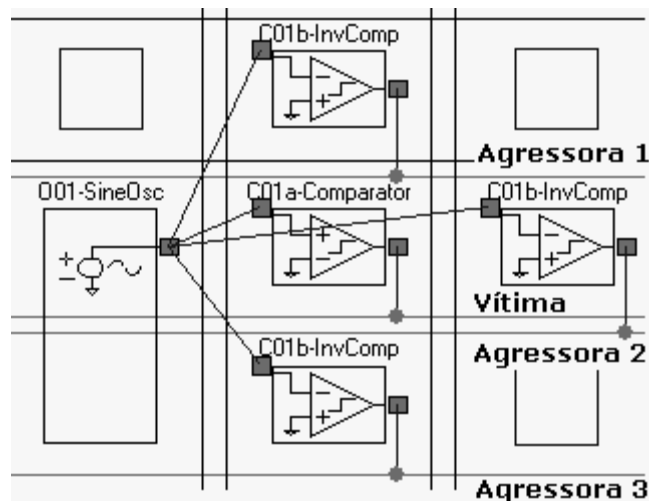 C01b-InvComp
Agressora 1
O01-SineOsc
C01a-Comparator
C01b-InvComp
Vítima
C01b-InvComp
Agressora 2
Agressora 3